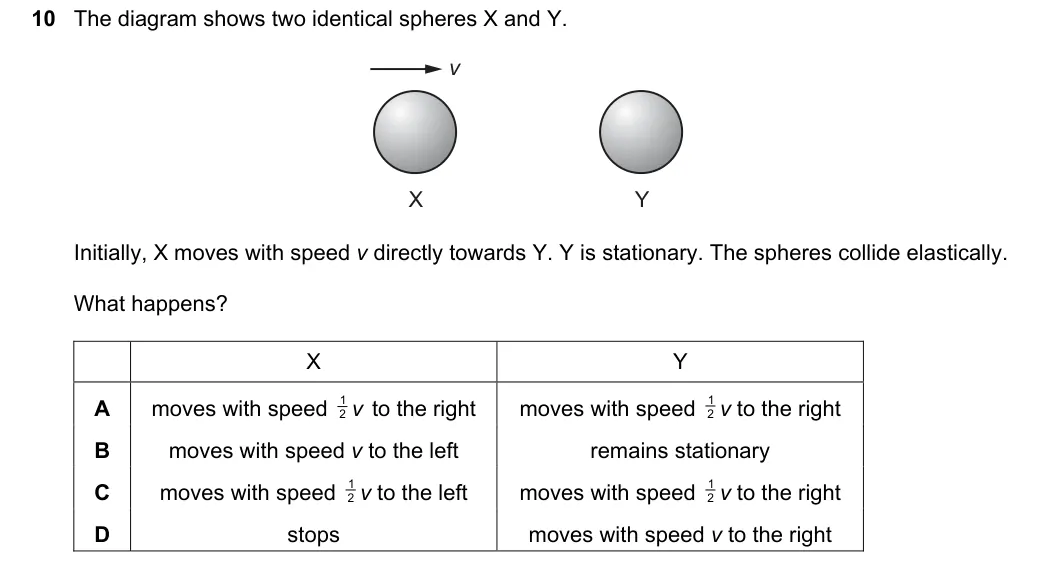 10 The diagram shows two identical spheres X and Y.
v
X Y
Initially, X moves with speed v directly towards Y. Y is stationary. The spheres collide elastically.
What happens?
X Y
A moves with speed 1/2 v to the right moves with speed 1/2 v to the right
B moves with speed v to the left remains stationary
C moves with speed 1/2 v to the left moves with speed 1/2 v to the right
D stops moves with speed v to the right